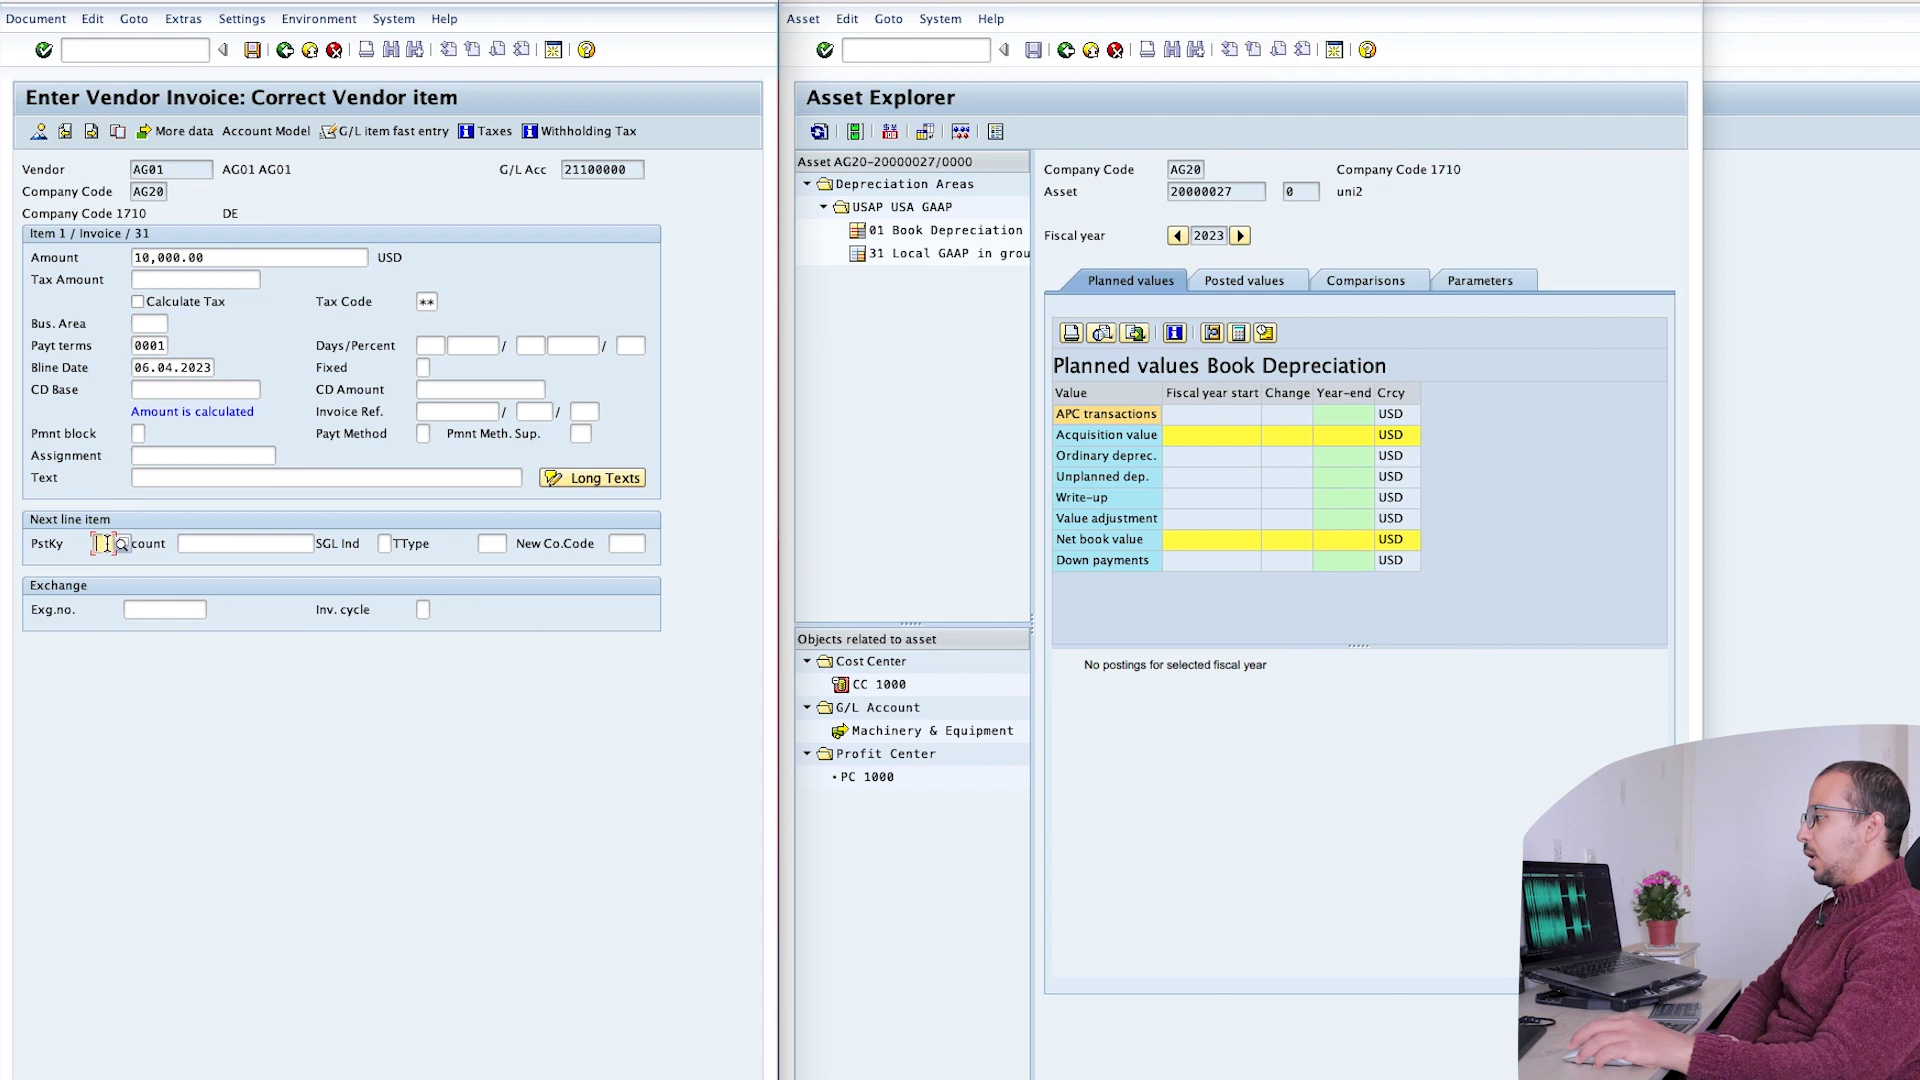 Document Edit Goto Extras Settings Environment System Help
Enter Vendor Invoice: Correct Vendor item
More data Account Model G/L item fast entry Taxes Withholding Tax
Vendor AG01 AG01 AG01 G/L Acc 21100000
Company Code AG20
Company Code 1710 DE
Item 1 / Invoice / 31
Amount 10,000.00 USD
Tax Amount
Calculate Tax Tax Code **
Bus. Area
Payt terms 0001 Days/Percent / /
Bline Date 06.04.2023 Fixed
CD Base CD Amount
Amount is calculated Invoice Ref. / /
Pmnt block Payt Method Pmnt Meth. Sup.
Assignment
Text Long Texts
Next line item
PstKy count SGL Ind TType New Co.Code
Exchange
Exg.no. Inv. cycle
Asset Edit Goto System Help
Asset Explorer
Asset AG20-20000027/0000
Depreciation Areas
USAP USA GAAP
01 Book Depreciation
31 Local GAAP in grou
Objects related to asset
Cost Center
CC 1000
G/L Account
Machinery & Equipment
Profit Center
PC 1000
Company Code AG20 Company Code 1710
Asset 20000027 0 uni2
Fiscal year 2023
Planned values Posted values Comparisons Parameters
Planned values Book Depreciation
Value Fiscal year start Change Year-end Crcy
APC transactions USD
Acquisition value USD
Ordinary deprec. USD
Unplanned dep. USD
Write-up USD
Value adjustment USD
Net book value USD
Down payments USD
No postings for selected fiscal year